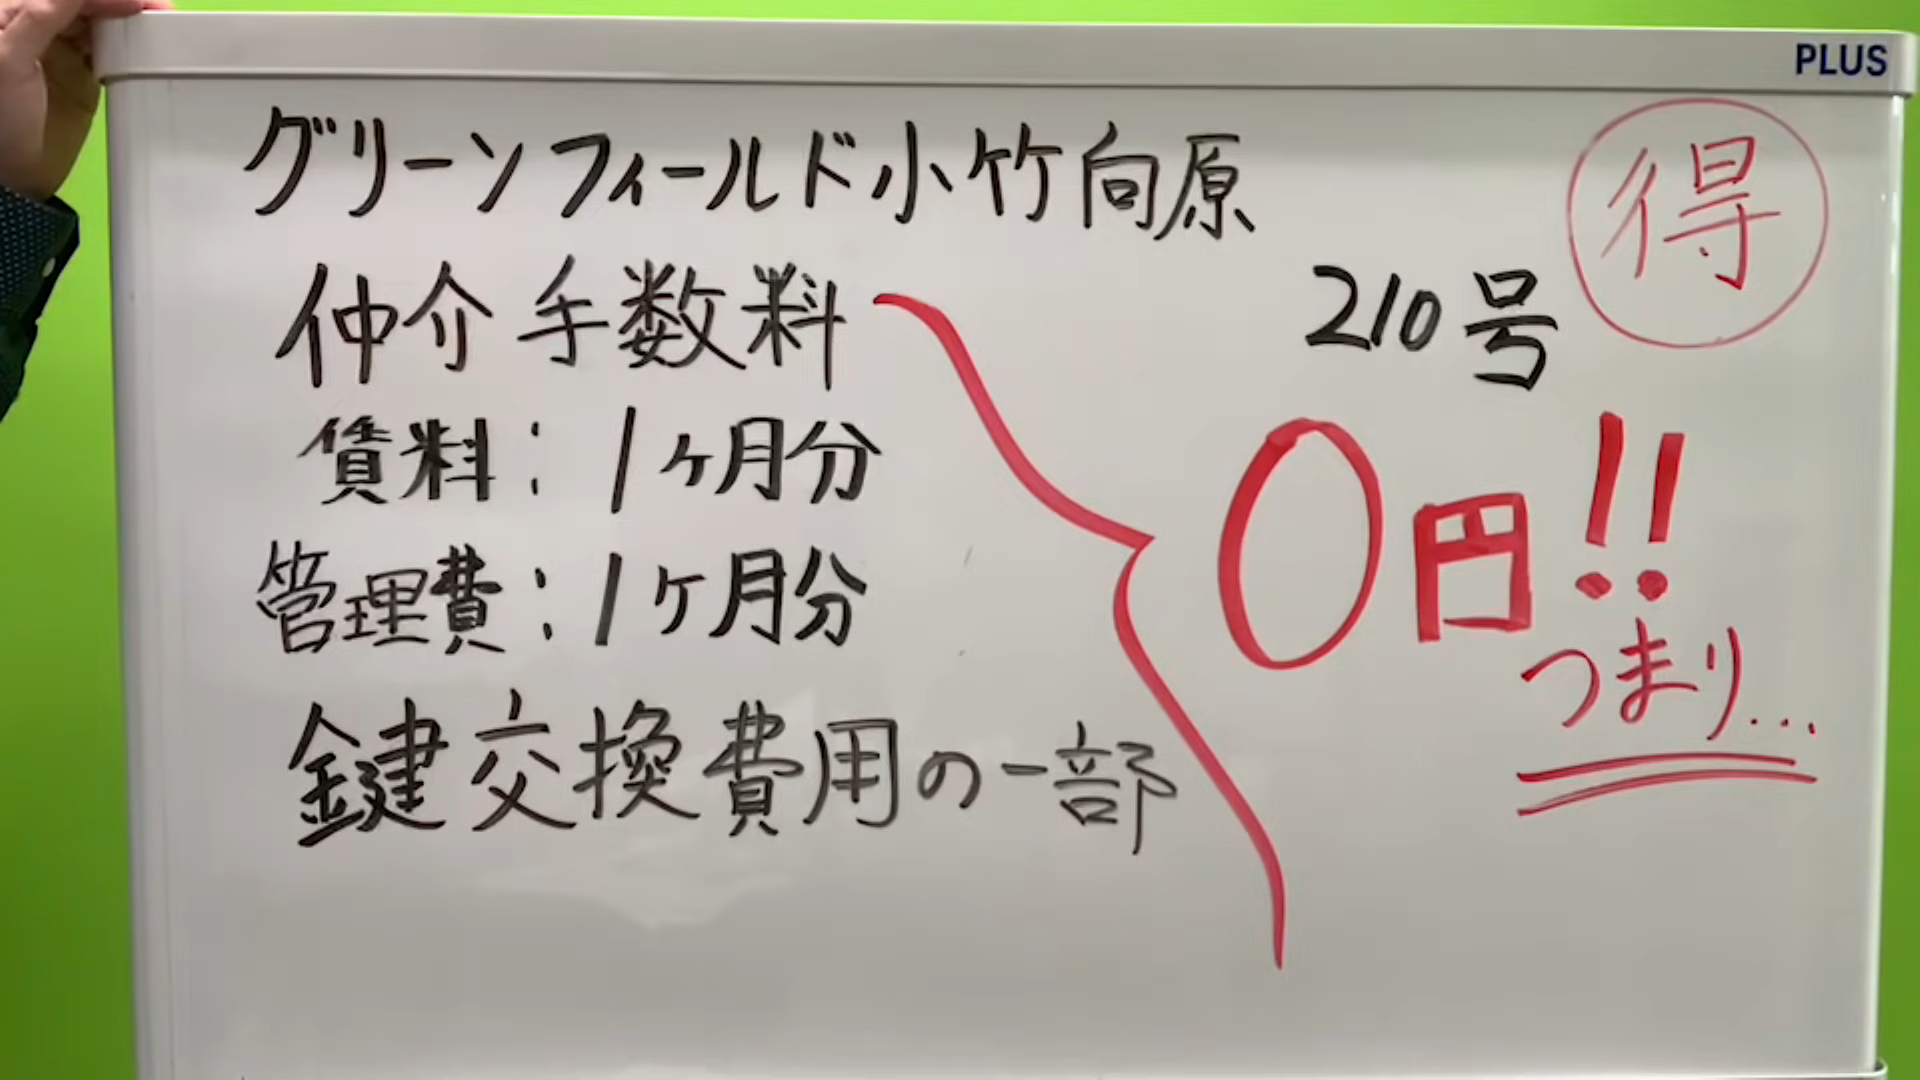 PLUS
グリーンフィールド小竹向原
得
210号
仲介手数料
賃料:1ヶ月分
管理費:1ヶ月分
鍵交換費用の一部
0円!!
つまり...